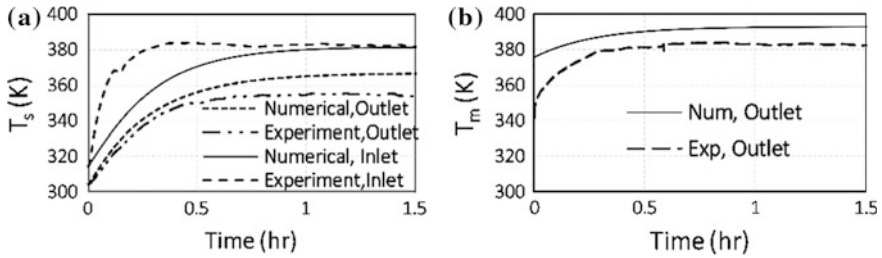 (a)
400
380
360
340
320
300
T_s (K)
Numerical,Outlet
Experiment,Outlet
Numerical, Inlet
Experiment,Inlet
0
0.5
1
1.5
Time (hr)
(b)
400
380
360
340
320
300
T_m (K)
Num, Outlet
Exp, Outlet
0
0.5
1
1.5
Time (hr)